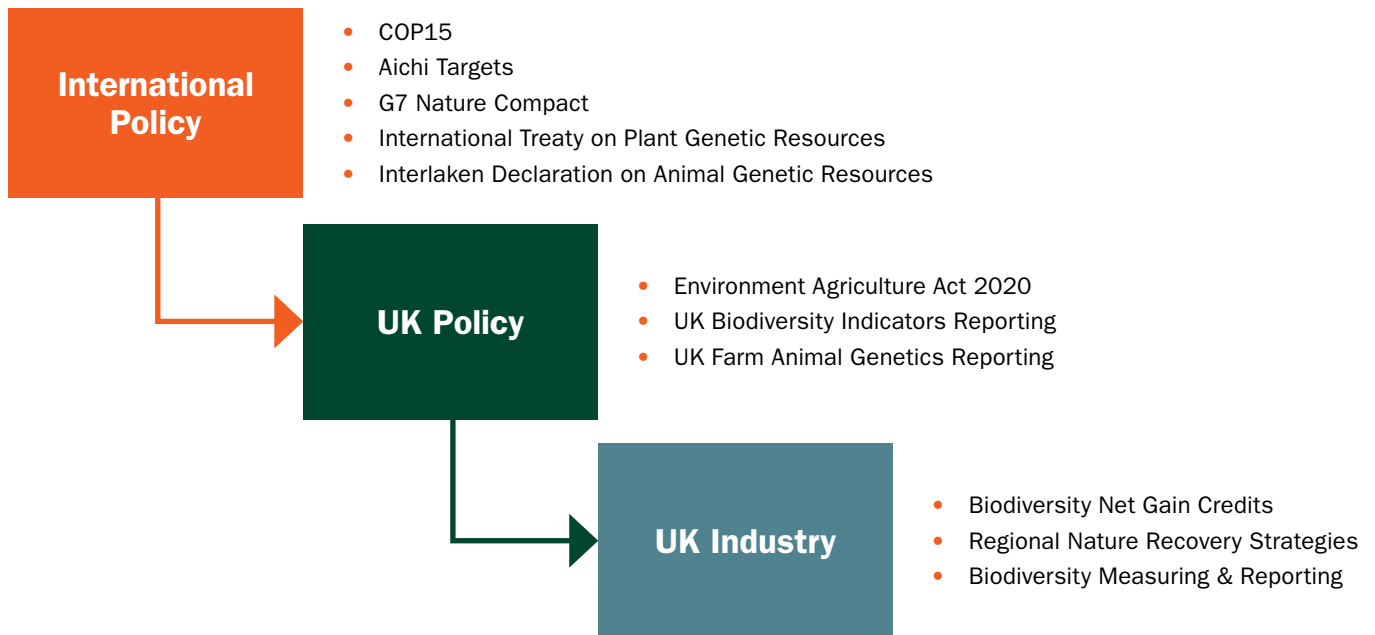 International
Policy
• COP15
• Aichi Targets
• G7 Nature Compact
• International Treaty on Plant Genetic Resources
• Interlaken Declaration on Animal Genetic Resources
UK Policy
• Environment Agriculture Act 2020
• UK Biodiversity Indicators Reporting
• UK Farm Animal Genetics Reporting
UK Industry
• Biodiversity Net Gain Credits
• Regional Nature Recovery Strategies
• Biodiversity Measuring & Reporting